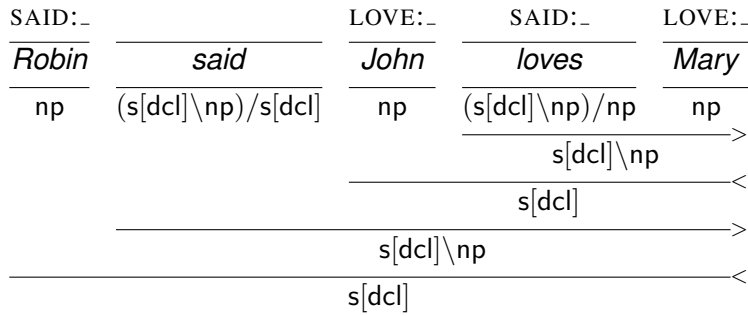 SAID:_ LOVE:_ SAID:_ LOVE:_
Robin said John loves Mary
np (s[dcl]\np)/s[dcl] np (s[dcl]\np)/np np
>
s[dcl]\np
<
s[dcl]
>
s[dcl]\np
<
s[dcl]